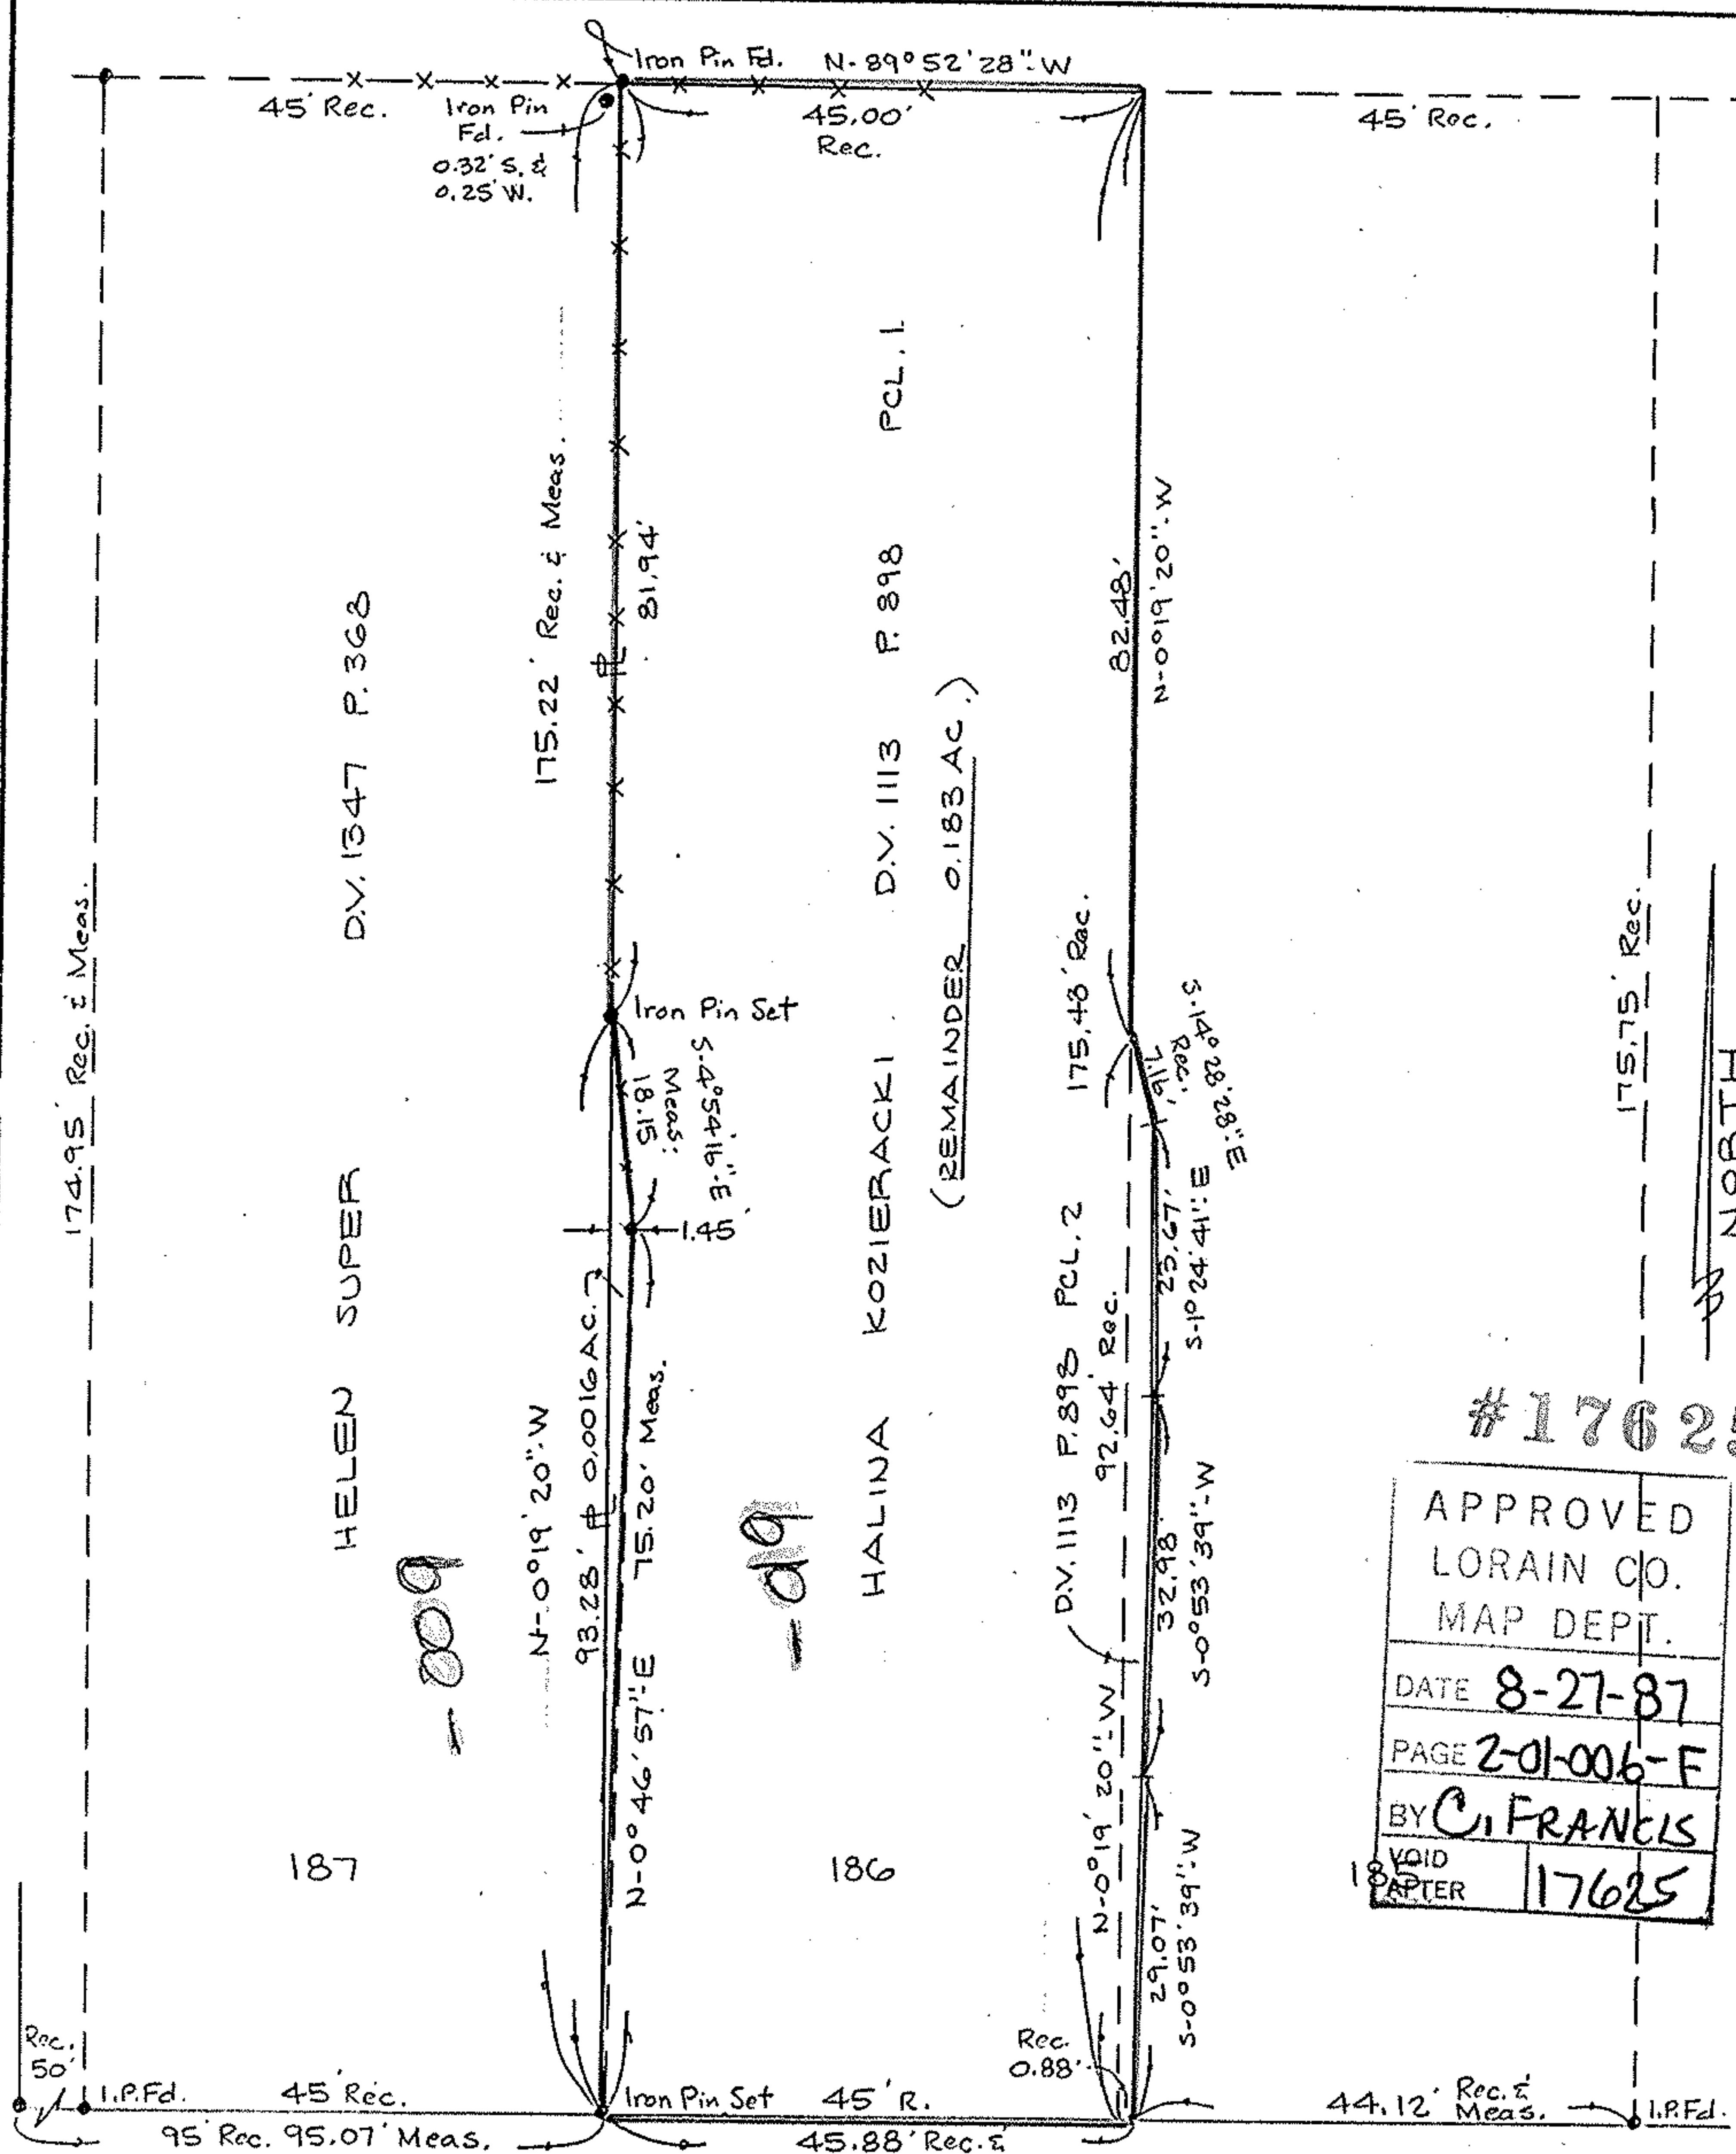 Iron Pin Fd. N-89°52'28"-W
45' Rec.
Iron Pin
Fd.
0.32' S. &
0.25' W.
45.00'
Rec.
45' Rec.
174.95' Rec. & Meas.
HELEN SUPER D.V. 1347 P. 368
-009
187
175.22' Rec. & Meas.
81.94'
Iron Pin Set
S-4°54'16"-E
18.15
Meas.
1.45'
N-0°19'20"-W
93.28'
0.0016 AC.
N-0°46'57"-E 75.20' Meas.
HALINA KOZIERACKI D.V. 1113 P. 898 PCL. 1
(REMAINDER 0.183 AC.)
-019
186
82.48'
N-0°19'20"-W
175.48' Rec.
S-14°28'28"-E
7.16'
Rec.
D.V. 1113 P. 898 PCL. 2
N-0°19'20"-W 92.64' Rec.
23.67'
S-1°24'41"-E
32.98'
S-0°53'39"-W
29.07'
S-0°53'39"-W
175.75' Rec.
NORTH
#1762
APPROVED
LORAIN CO.
MAP DEPT.
DATE 8-27-87
PAGE 2-01-006-F
BY C. FRANCIS
VOID
AFTER 17625
185
Rec.
50'
I.P.Fd.
45' Rec.
95' Rec. 95.07' Meas.
Iron Pin Set
45' R.
45.88' Rec. &
Rec.
0.88'
44.12' Rec. &
Meas.
I.P.Fd.